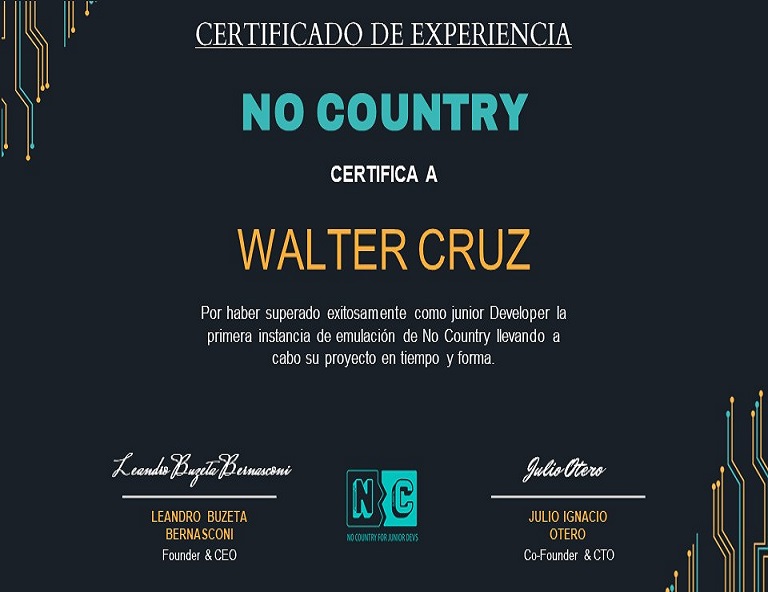 CERTIFICADO DE EXPERIENCIA
NO COUNTRY
CERTIFICA A
WALTER CRUZ
Por haber superado exitosamente como junior Developer la
primera instancia de emulación de No Country llevando a
cabo su proyecto en tiempo y forma.
Leandro Buzeta Bernasconi
LEANDRO BUZETA
BERNASCONI
Founder & CEO
NC
NO COUNTRY FOR JUNIOR DEVS
Julio Otero
JULIO IGNACIO
OTERO
Co-Founder & CTO